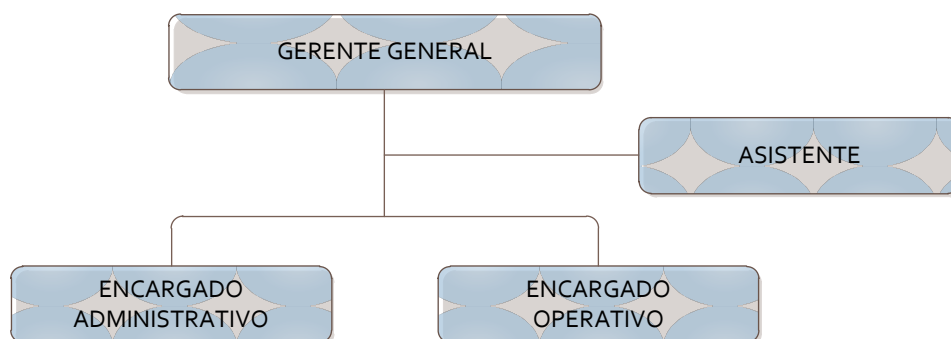 GERENTE GENERAL
ASISTENTE
ENCARGADO
ADMINISTRATIVO
ENCARGADO
OPERATIVO